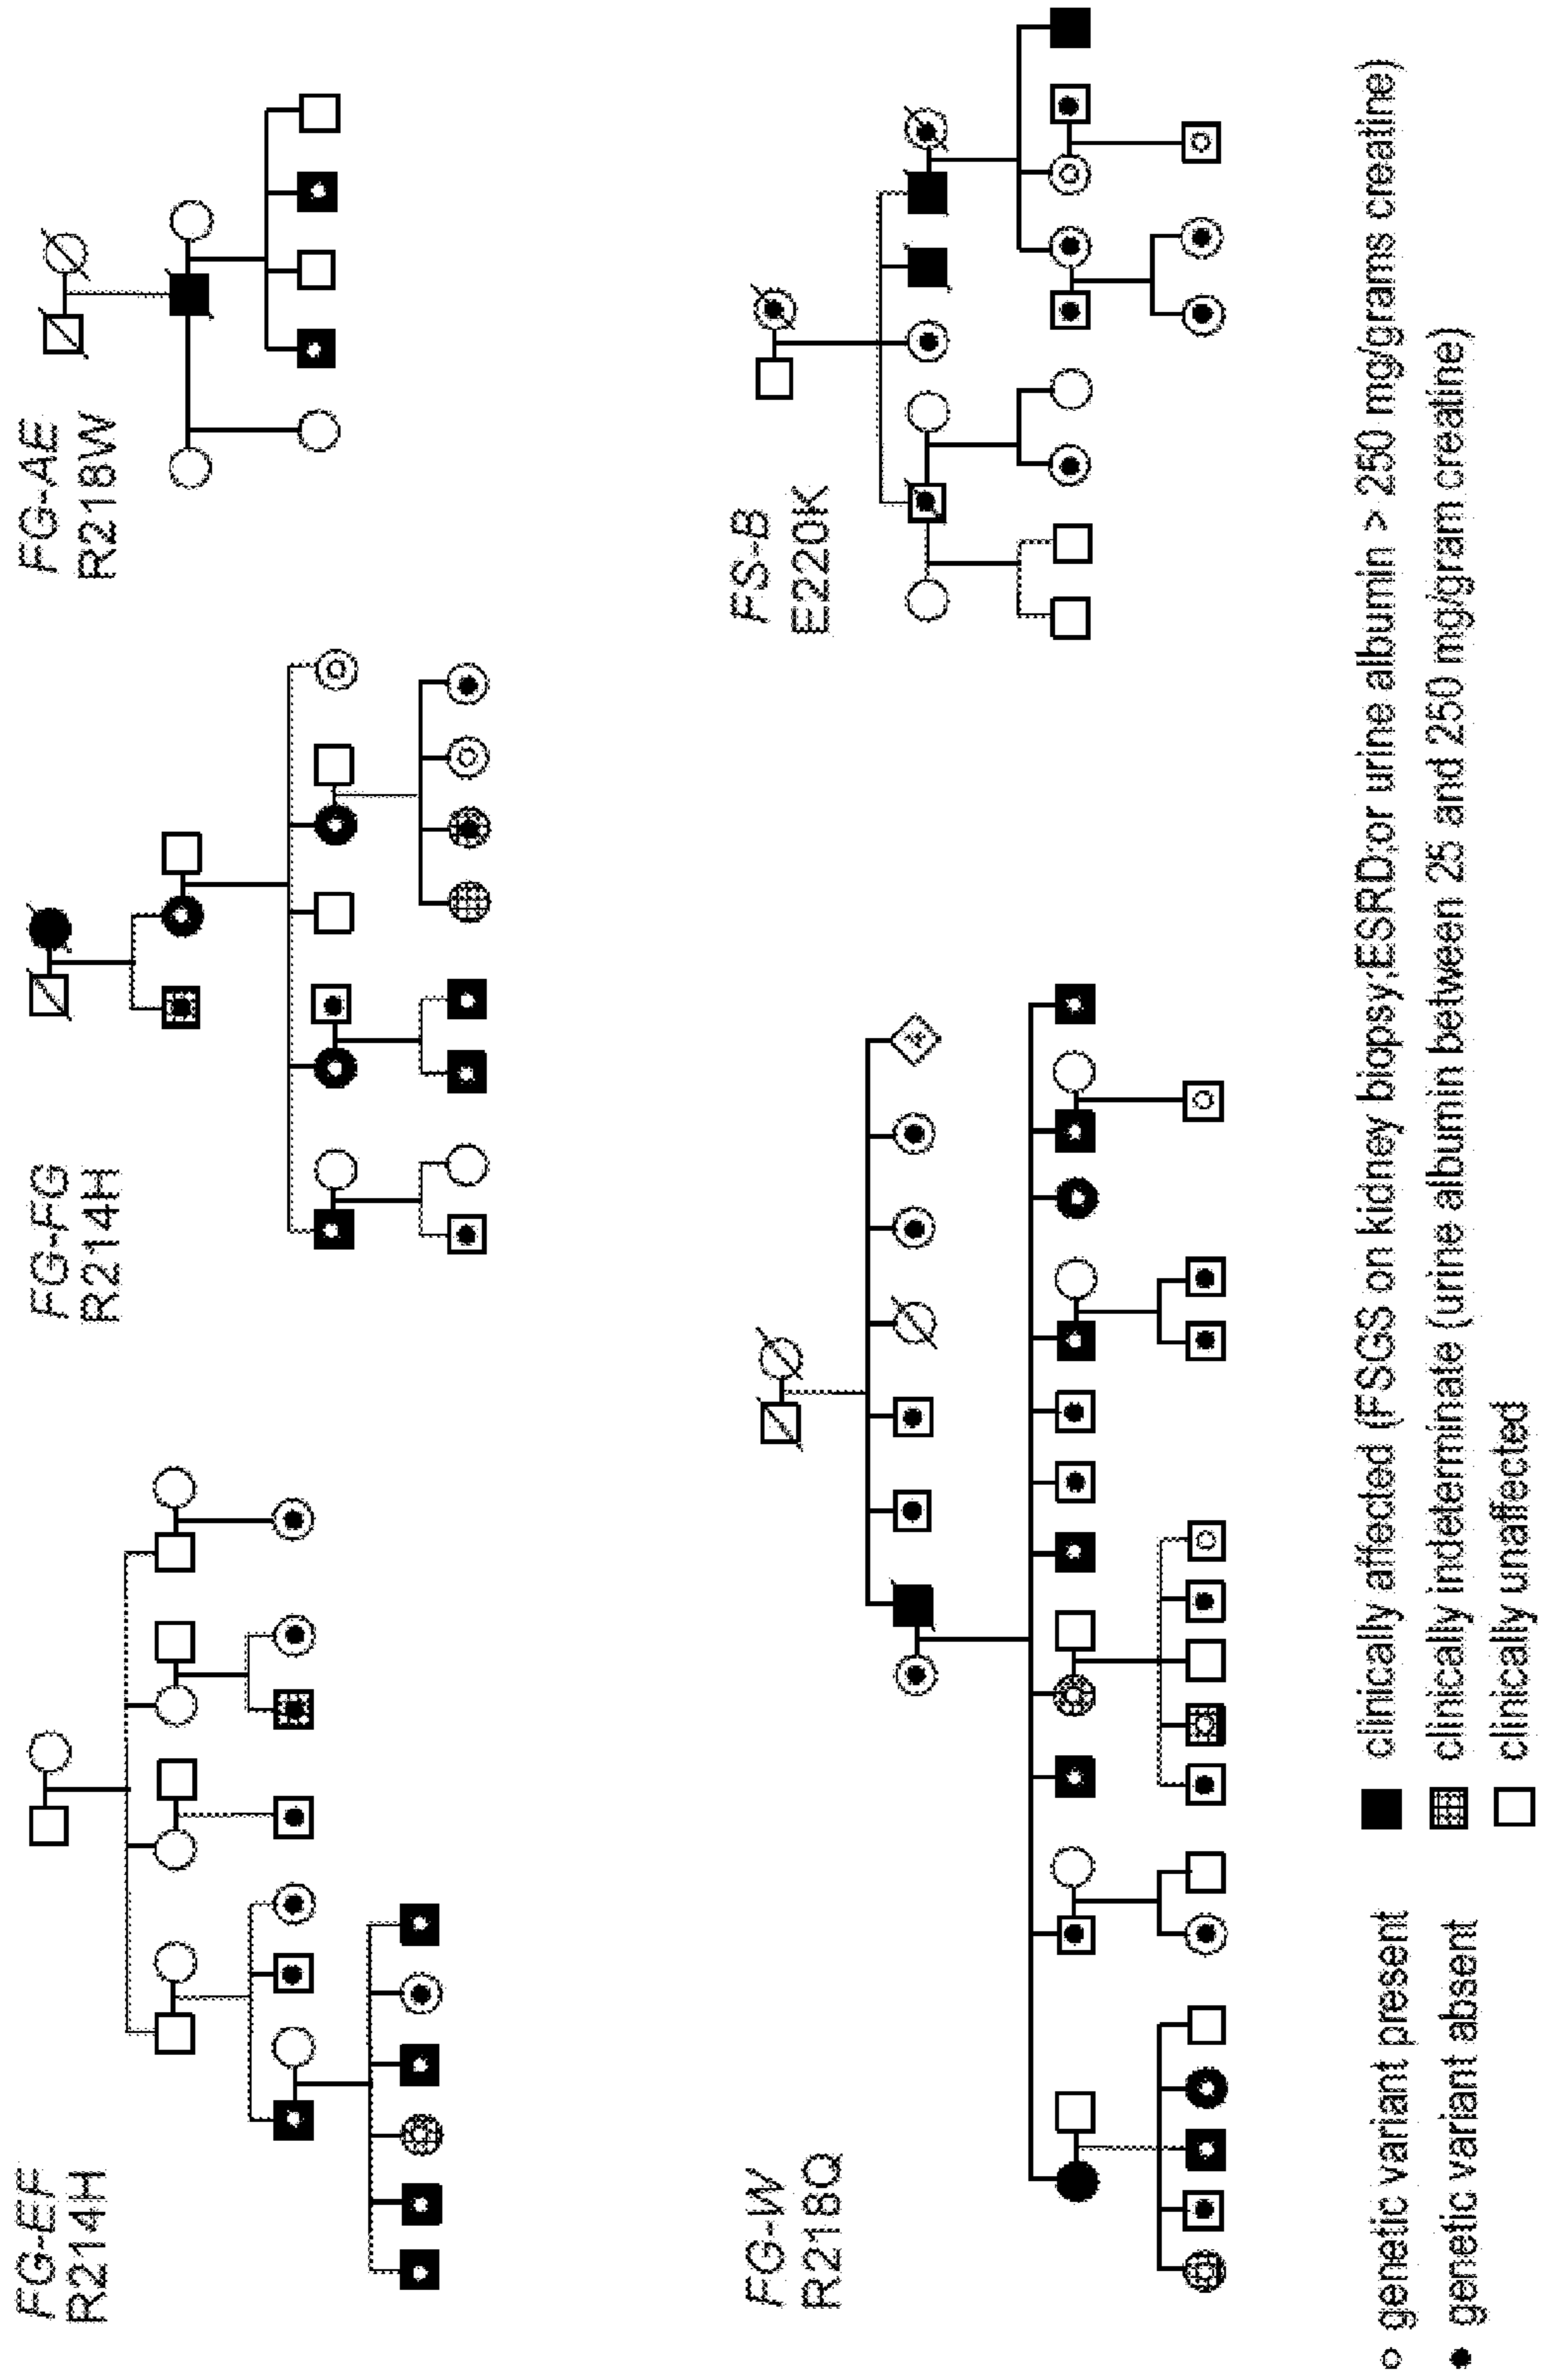 FG-EF
R214H
FG-FG
R214H
FG-AE
R218W
FG-W
R218Q
FS-B
E220K
genetic variant present
genetic variant absent
clinically affected (FSGS on kidney biopsy;ESRD;or urine albumin > 250 mg/grams creatine)
clinically indeterminate (urine albumin between 25 and 250 mg/gram creatine)
clinically unaffected